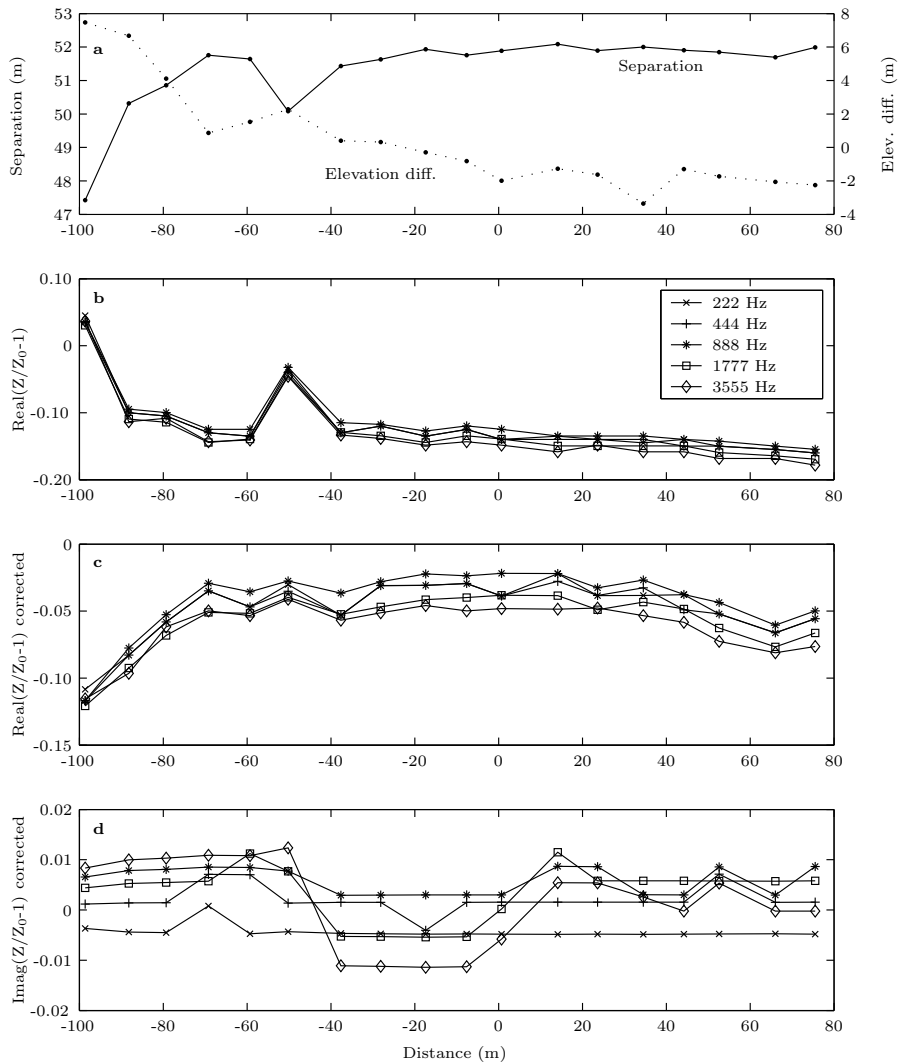 53
52
51
50
49
48
47
Separation (m)
a
Separation
Elevation diff.
8
6
4
2
0
−2
−4
Elev. diff. (m)
-100 -80 -60 -40 -20 0 20 40 60 80
0.10
0
-0.10
-0.20
Real(Z/Z0-1)
b
222 Hz
444 Hz
888 Hz
1777 Hz
3555 Hz
-100 -80 -60 -40 -20 0 20 40 60 80
0
-0.05
-0.10
-0.15
Real(Z/Z0-1) corrected
c
-100 -80 -60 -40 -20 0 20 40 60 80
0.02
0.01
0
-0.01
-0.02
Imag(Z/Z0-1) corrected
d
-100 -80 -60 -40 -20 0 20 40 60 80
Distance (m)